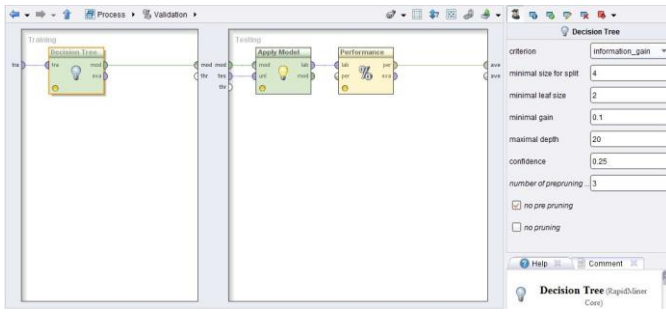 Process
Validation
Training
Testing
Decision Tree
Apply Model
Performance
tra
tra
mod
exa
mod
thr
mod
tes
thr
mod
unl
lab
mod
lab
per
per
exa
ave
ave
Decision Tree
criterion
information_gain
minimal size for split
4
minimal leaf size
2
minimal gain
0.1
maximal depth
20
confidence
0.25
number of prepruning ...
3
no pre pruning
no pruning
Help
Comment
Decision Tree (RapidMiner
Core)